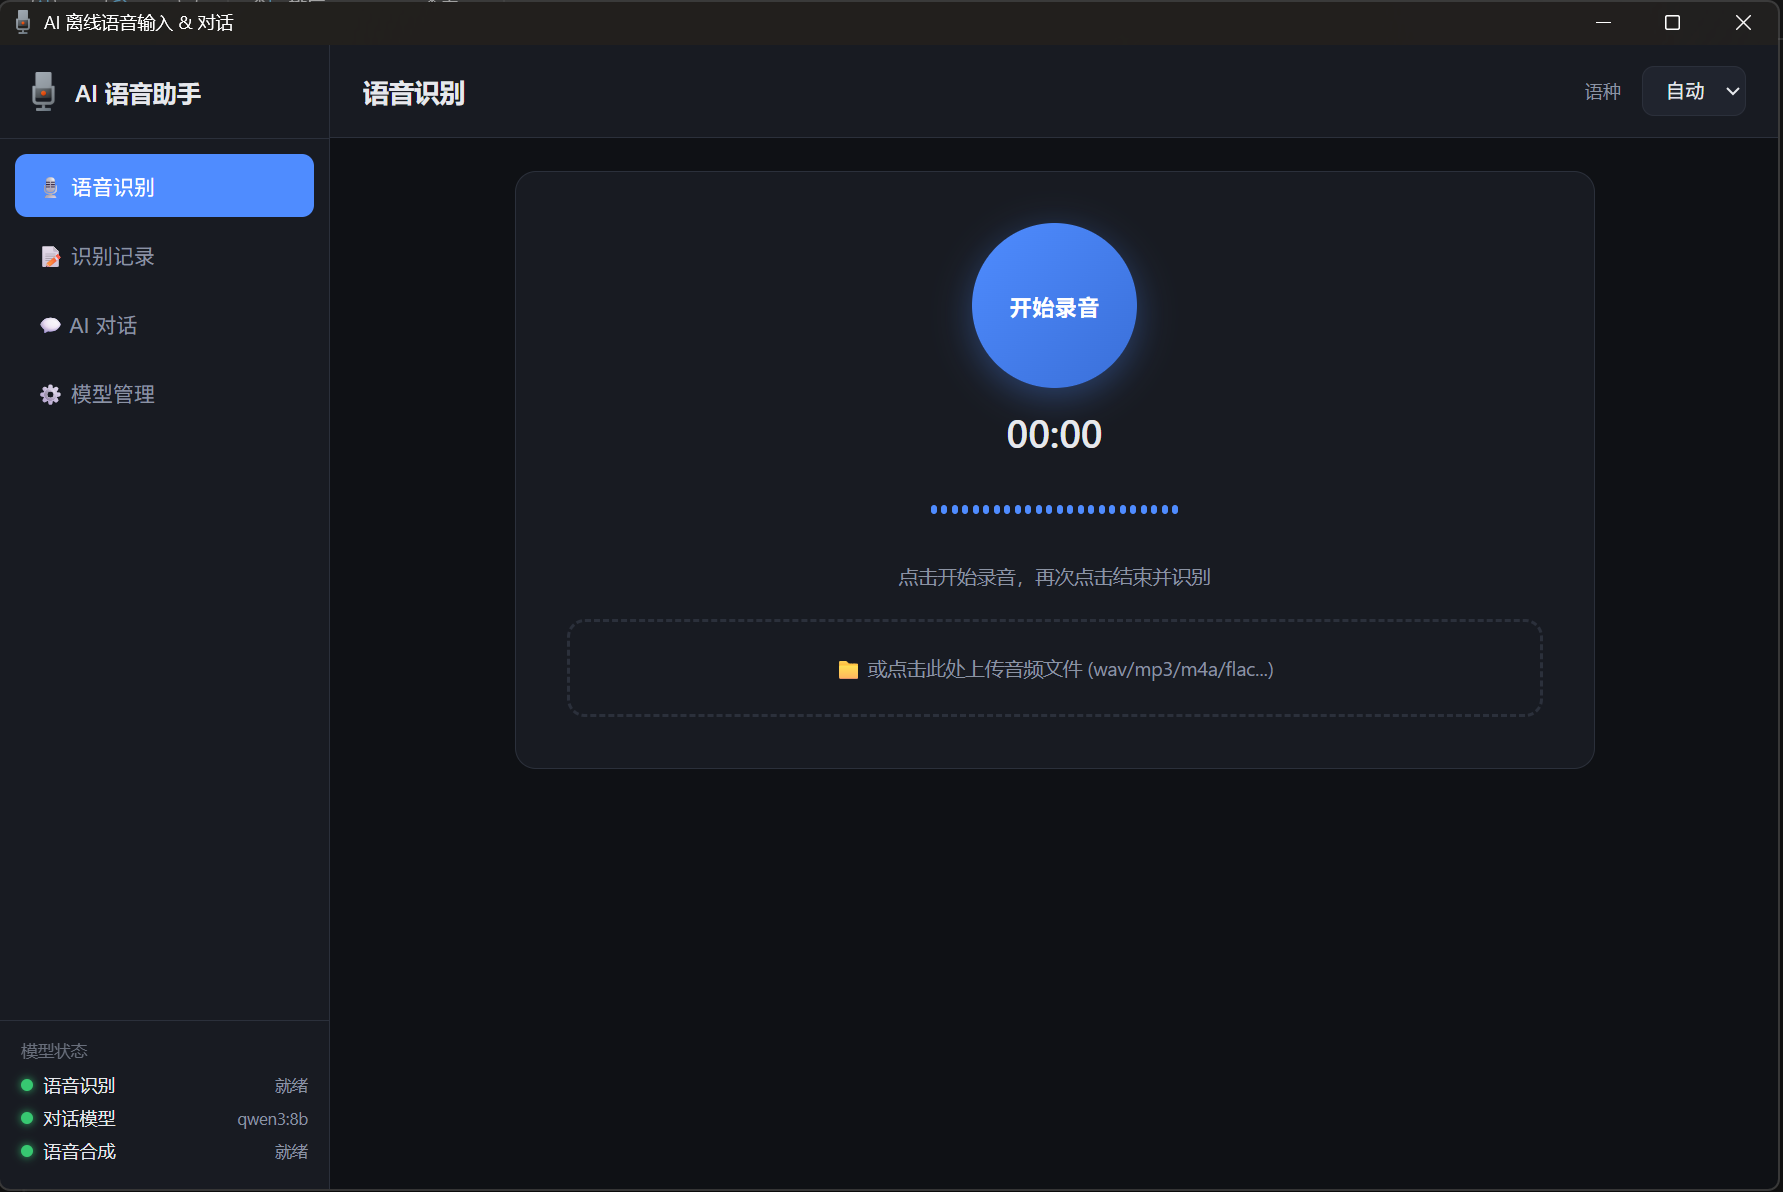 AI 离线语音输入 & 对话
AI 语音助手
语音识别
识别记录
AI 对话
模型管理
模型状态
语音识别 就绪
对话模型 qwen3:8b
语音合成 就绪
语音识别
语种 自动
开始录音
00:00
点击开始录音，再次点击结束并识别
或点击此处上传音频文件 (wav/mp3/m4a/flac...)